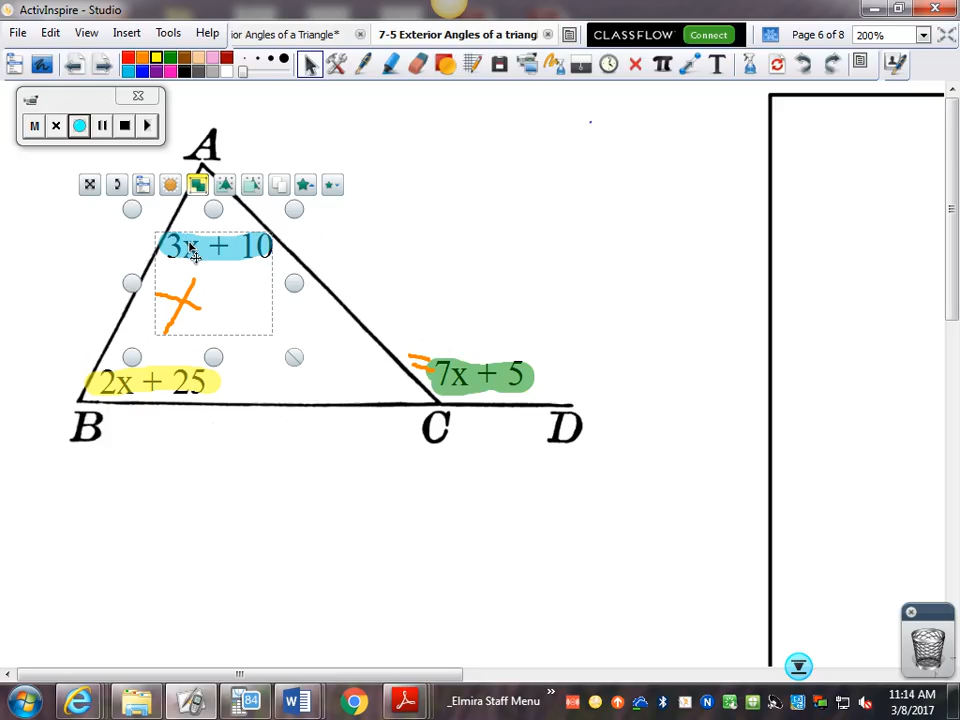 ActivInspire - Studio
File Edit View Insert Tools Help
ior Angles of a Triangle*
7-5 Exterior Angles of a triang
CLASSFLOW Connect
Page 6 of 8
200%
M
A
3x + 10
+
2x + 25
=
7x + 5
B C D
84
_Elmira Staff Menu
11:14 AM
3/8/2017